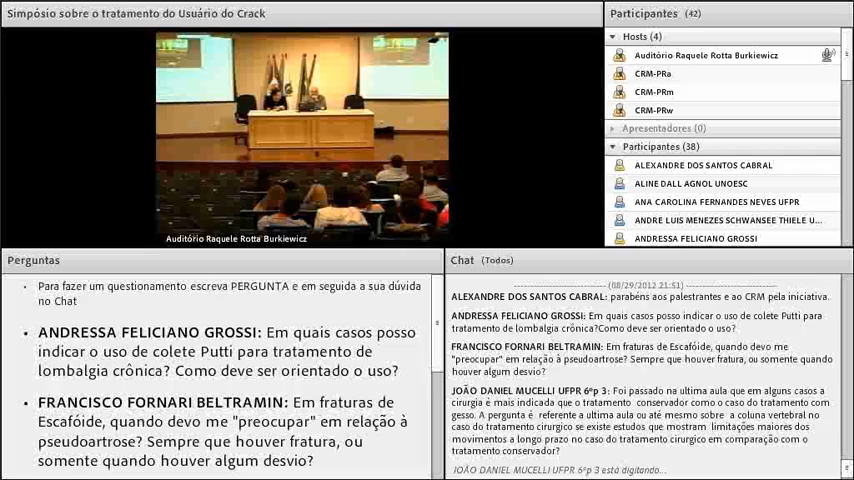 Simpósio sobre o tratamento do Usuário do Crack
Auditório Raquele Rotta Burkiewicz
Participantes (42)
Hosts (4)
Auditório Raquele Rotta Burkiewicz
CRM-PRa
CRM-PRm
CRM-PRw
Apresentadores (0)
Participantes (38)
ALEXANDRE DOS SANTOS CABRAL
ALINE DALL AGNOL UNOESC
ANA CAROLINA FERNANDES NEVES UFPR
ANDRE LUIS MENEZES SCHWANSEE THIELE U...
ANDRESSA FELICIANO GROSSI
Perguntas
Para fazer um questionamento escreva PERGUNTA e em seguida a sua dúvida
no Chat
ANDRESSA FELICIANO GROSSI: Em quais casos posso
indicar o uso de colete Putti para tratamento de
lombalgia crônica? Como deve ser orientado o uso?
FRANCISCO FORNARI BELTRAMIN: Em fraturas de
Escafóide, quando devo me "preocupar" em relação à
pseudoartrose? Sempre que houver fratura, ou
somente quando houver algum desvio?
Chat (Todos)
(08/29/2012 21:51)
ALEXANDRE DOS SANTOS CABRAL: parabéns aos palestrantes e ao CRM pela iniciativa.
ANDRESSA FELICIANO GROSSI: Em quais casos posso indicar o uso de colete Putti para
tratamento de lombalgia crônica?Como deve ser orientado o uso?
FRANCISCO FORNARI BELTRAMIN: Em fraturas de Escafóide, quando devo me
"preocupar" em relação à pseudoartrose? Sempre que houver fratura, ou somente quando
houver algum desvio?
JOÃO DANIEL MUCELLI UFPR 6ºp 3: Foi passado na ultima aula que em alguns casos a
cirurgia é mais indicada que o tratamento conservador como o caso do tratamento com
gesso. A pergunta é referente a ultima aula ou até mesmo sobre a coluna vertebral no
caso do tratamento cirurgico se existe estudos que mostram limitações maiores dos
movimentos a longo prazo no caso do tratamento cirurgico em comparação com o
tratamento conservador?
JOÃO DANIEL MUCELLI UFPR 6ºp 3 está digitando...